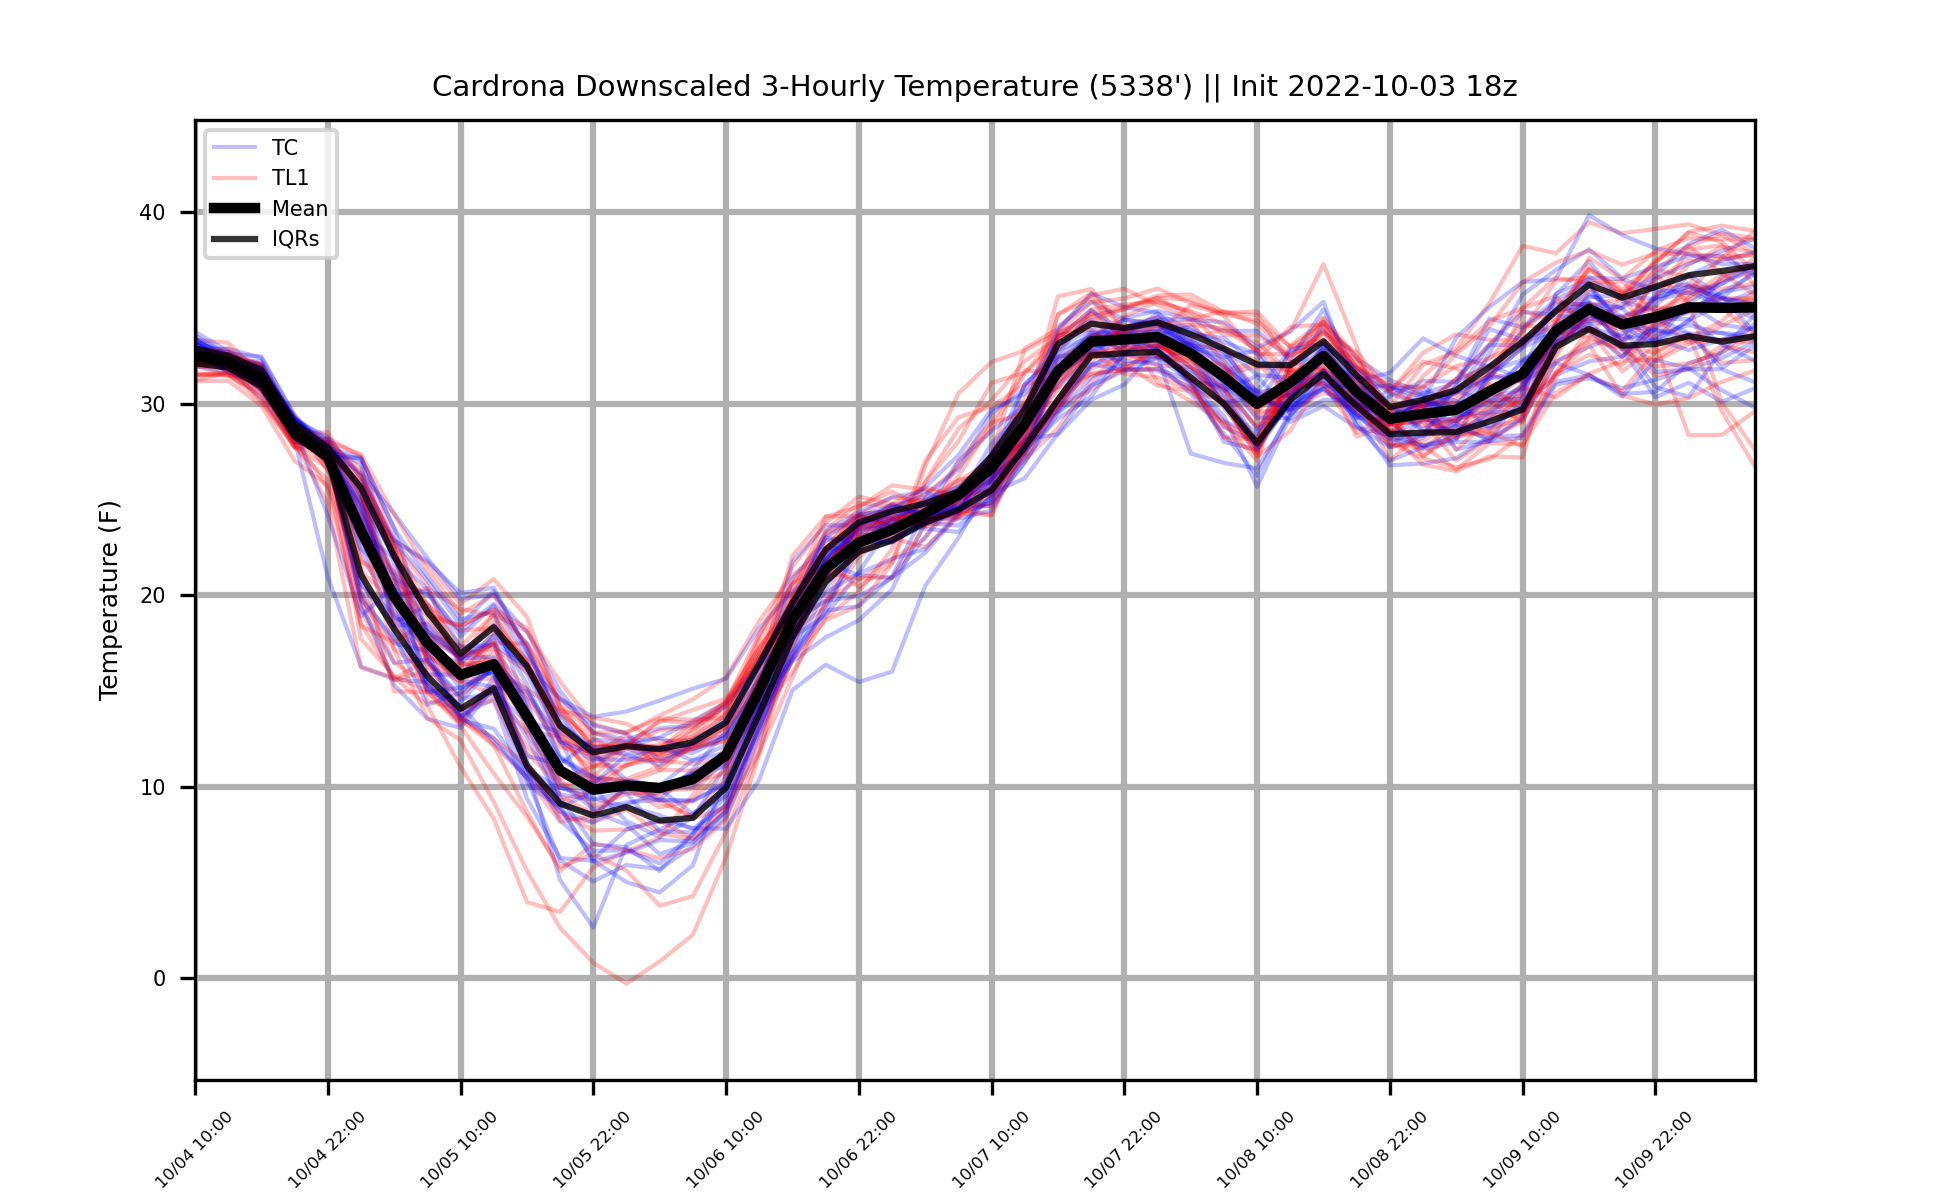 Cardrona Downscaled 3-Hourly Temperature (5338') || Init 2022-10-03 18z
TC
TL1
Mean
IQRs
Temperature (F)
40
30
20
10
0
10/04 10:00
10/04 22:00
10/05 10:00
10/05 22:00
10/06 10:00
10/06 22:00
10/07 10:00
10/07 22:00
10/08 10:00
10/08 22:00
10/09 10:00
10/09 22:00